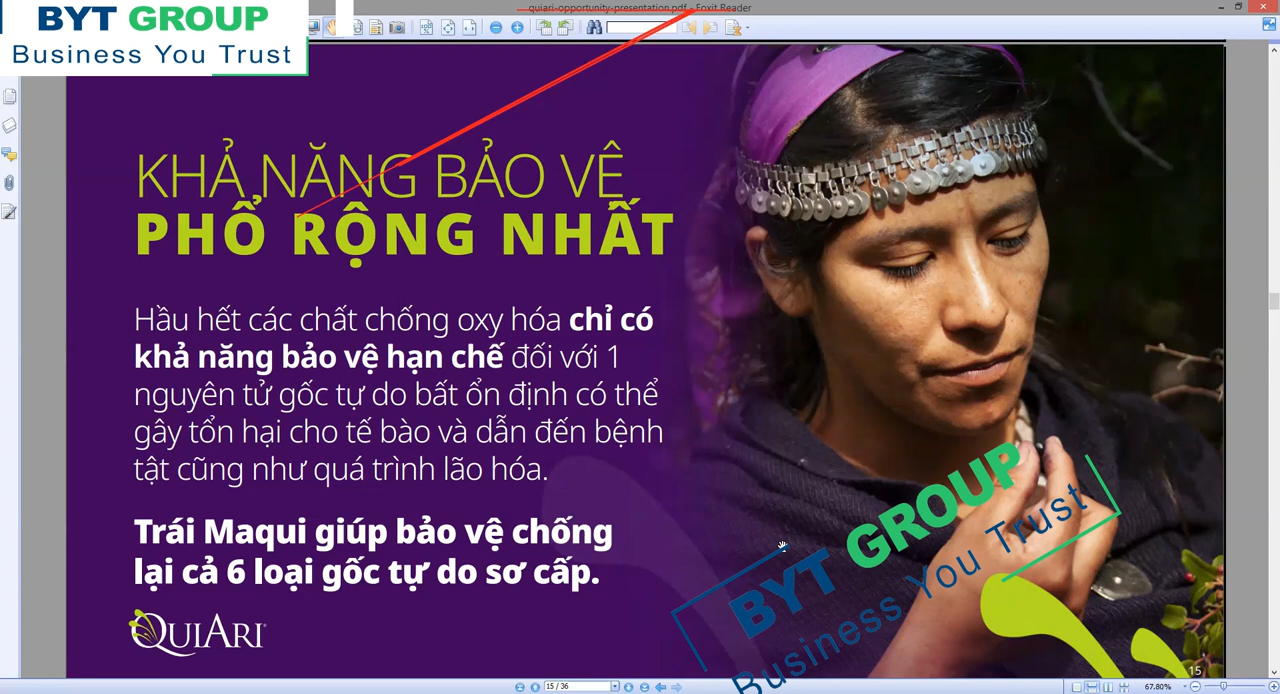 quiari-opportunity-presentation.pdf - Foxit Reader
BYT GROUP
Business You Trust
KHẢ NĂNG BẢO VỆ
PHỔ RỘNG NHẤT
Hầu hết các chất chống oxy hóa chỉ có
khả năng bảo vệ hạn chế đối với 1
nguyên tử gốc tự do bất ổn định có thể
gây tổn hại cho tế bào và dẫn đến bệnh
tật cũng như quá trình lão hóa.
Trái Maqui giúp bảo vệ chống
lại cả 6 loại gốc tự do sơ cấp.
QUIARI
BYT GROUP
Business You Trust
15
15 / 36
67.80%